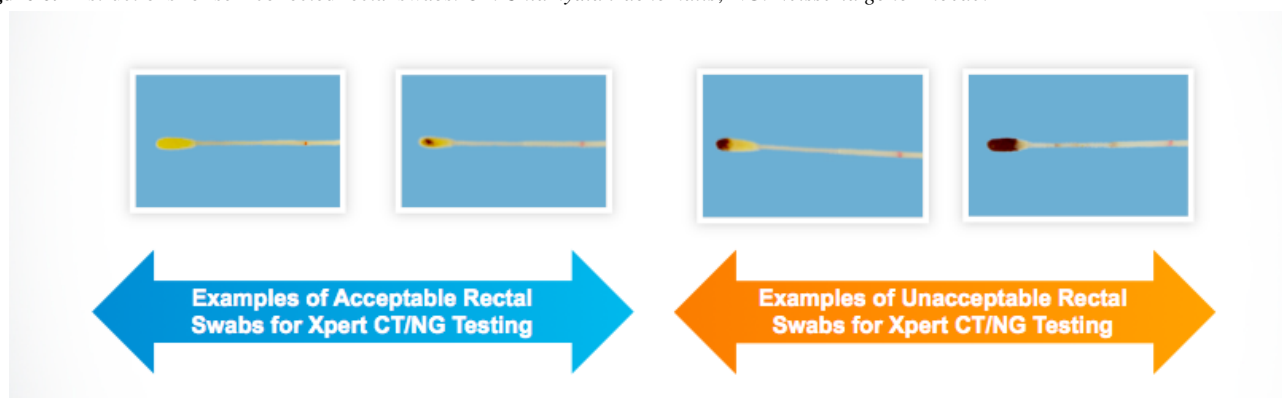 Examples of Acceptable Rectal
Swabs for Xpert CT/NG Testing
Examples of Unacceptable Rectal
Swabs for Xpert CT/NG Testing